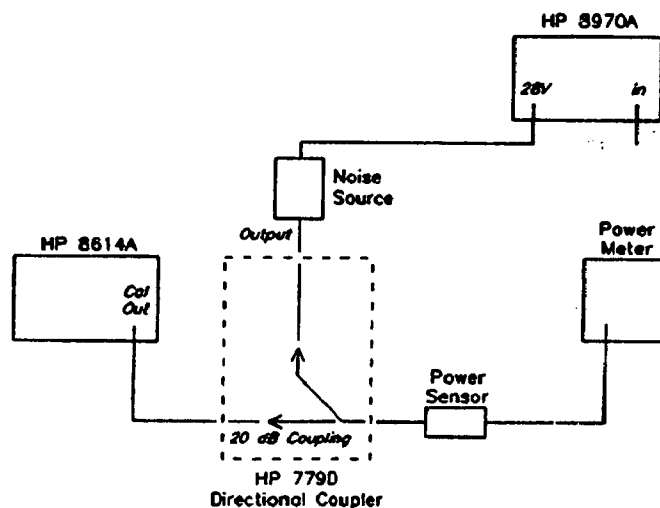 HP 8970A
28V
in
Noise
Source
Output
HP 8614A
Cal
Out
Power
Meter
Power
Sensor
20 dB Coupling
HP 779D
Directional Coupler